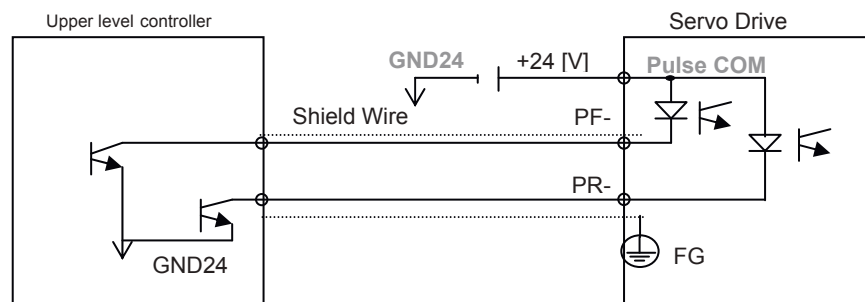 Upper level controller
Servo Drive
GND24
+24 [V]
Pulse COM
Shield Wire
PF-
PR-
GND24
FG